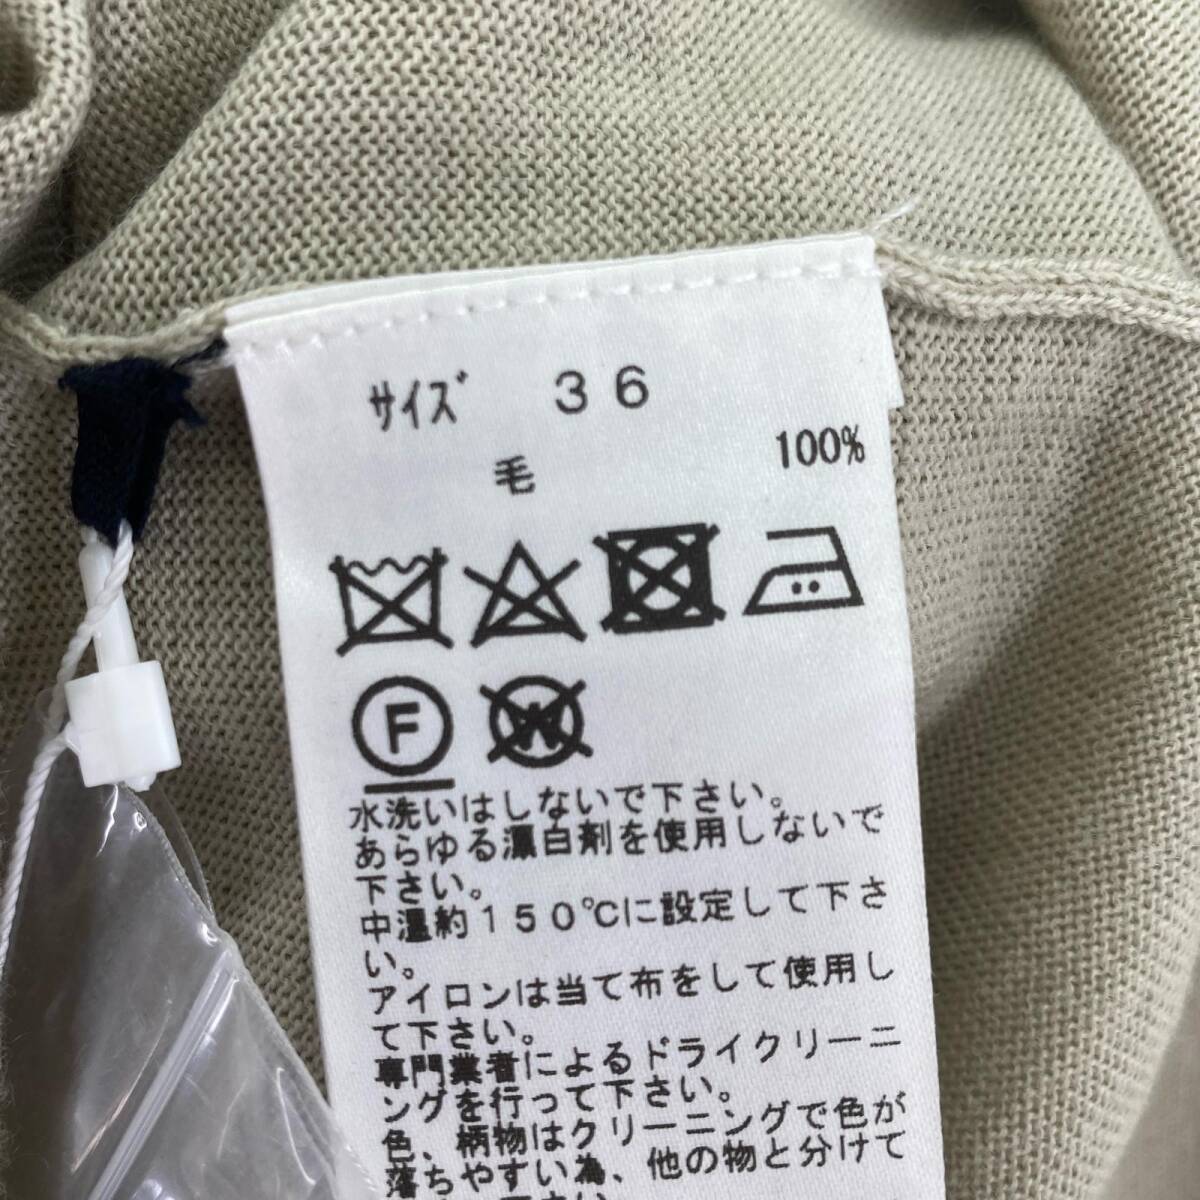 サイズ 36
毛 100%
F W
水洗いはしないで下さい。
あらゆる漂白剤を使用しないで
下さい。
中温約150℃に設定して下さ
い。
アイロンは当て布をして使用し
て下さい。
専門業者によるドライクリーニ
ングを行って下さい。
色、柄物はクリーニングで色が
落ちやすい為、他の物と分けて